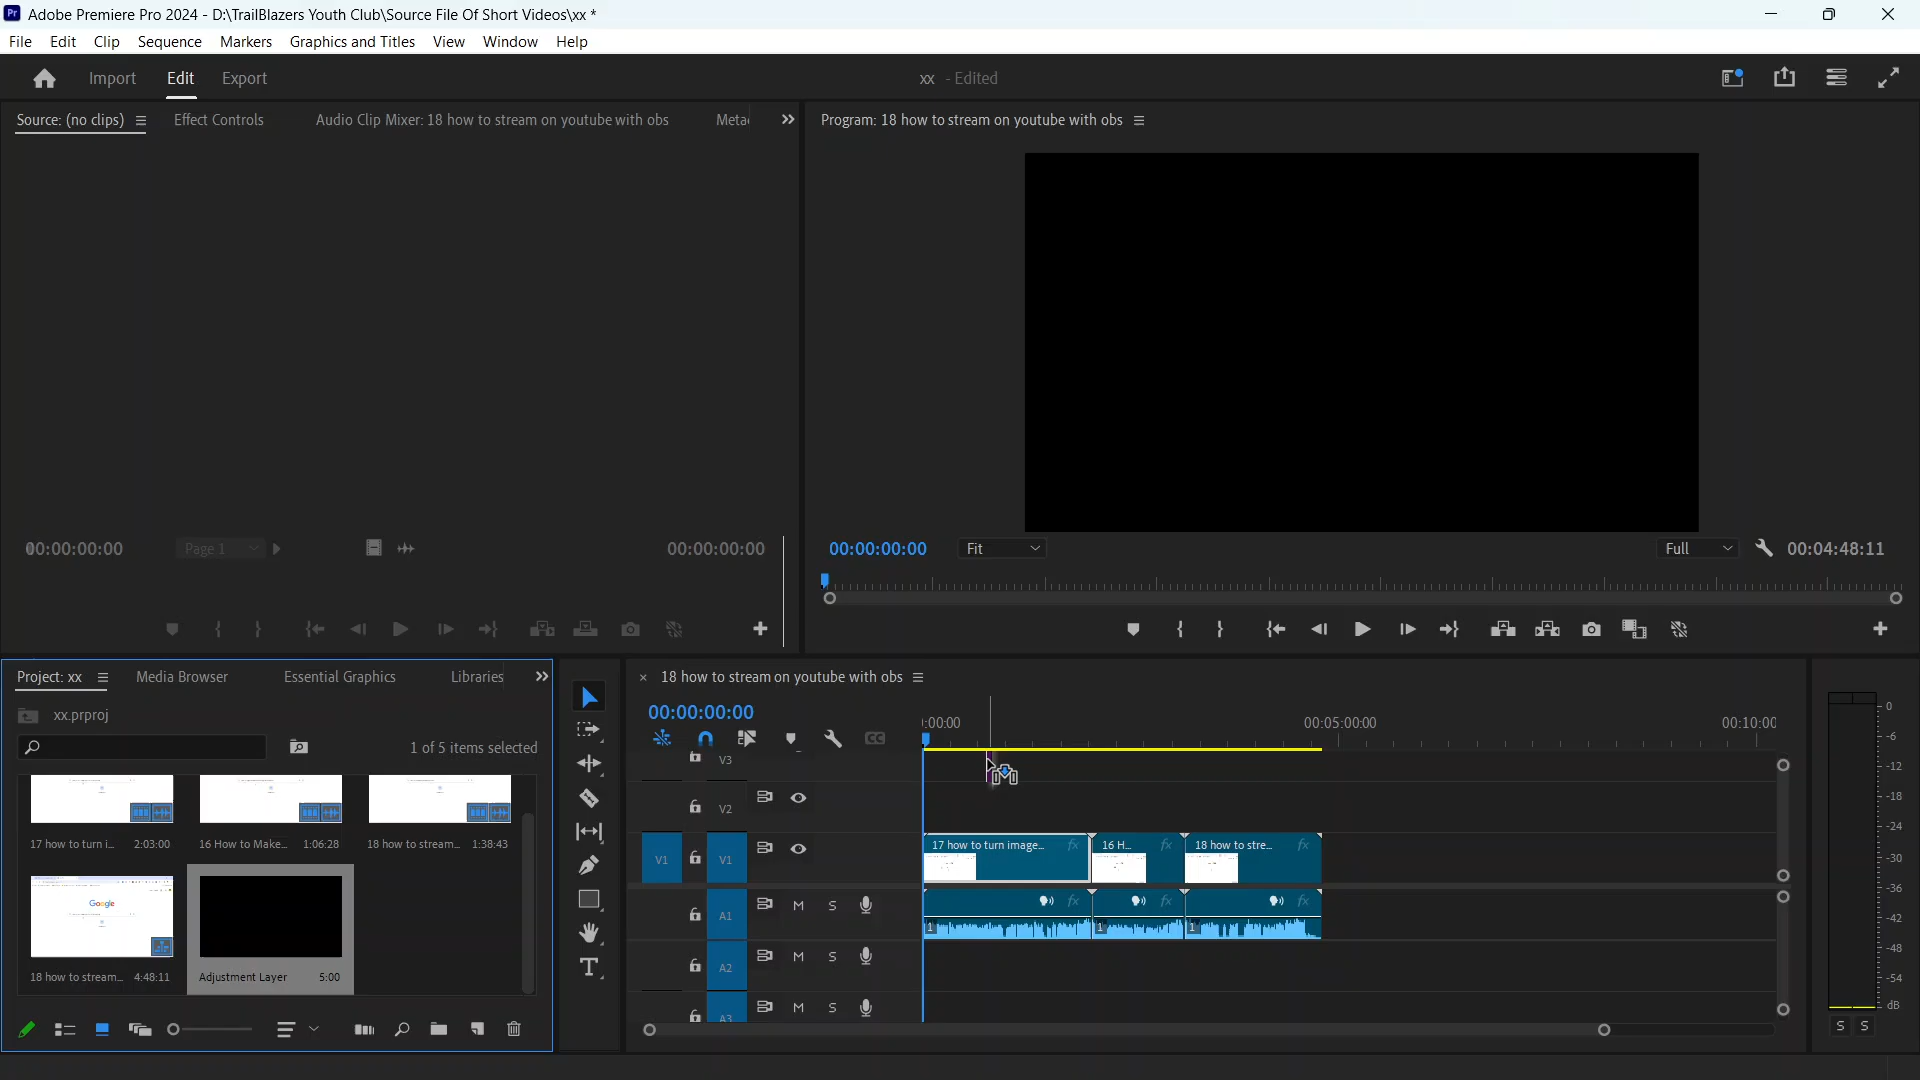 Pr Adobe Premiere Pro 2024 - D:\TrailBlazers Youth Club\Source File Of Short Videos\xx *
File Edit Clip Sequence Markers Graphics and Titles View Window Help
Import Edit Export xx - Edited
Source: (no clips) Effect Controls Audio Clip Mixer: 18 how to stream on youtube with obs Meta
Program: 18 how to stream on youtube with obs
00:00:00:00 Page 1 00:00:00:00
00:00:00:00 Fit Full 00:04:48:11
Project: xx Media Browser Essential Graphics Libraries
xx.prproj
1 of 5 items selected
17 how to turn i... 2:03:00 16 How to Make... 1:06:28 18 how to stream... 1:38:43
Google
18 how to stream... 4:48:11 Adjustment Layer 5:00
× 18 how to stream on youtube with obs
00:00:00:00
:00:00 00:05:00:00 00:10:00
CC
V3
V2
V1 V1 17 how to turn image... fx 16 H... fx 18 how to stre... fx
A1 M S fx fx fx
1 1 1
A2 M S
A3 M S
0
-6
-12
-18
-24
-30
-36
-42
-48
-54
dB
S S